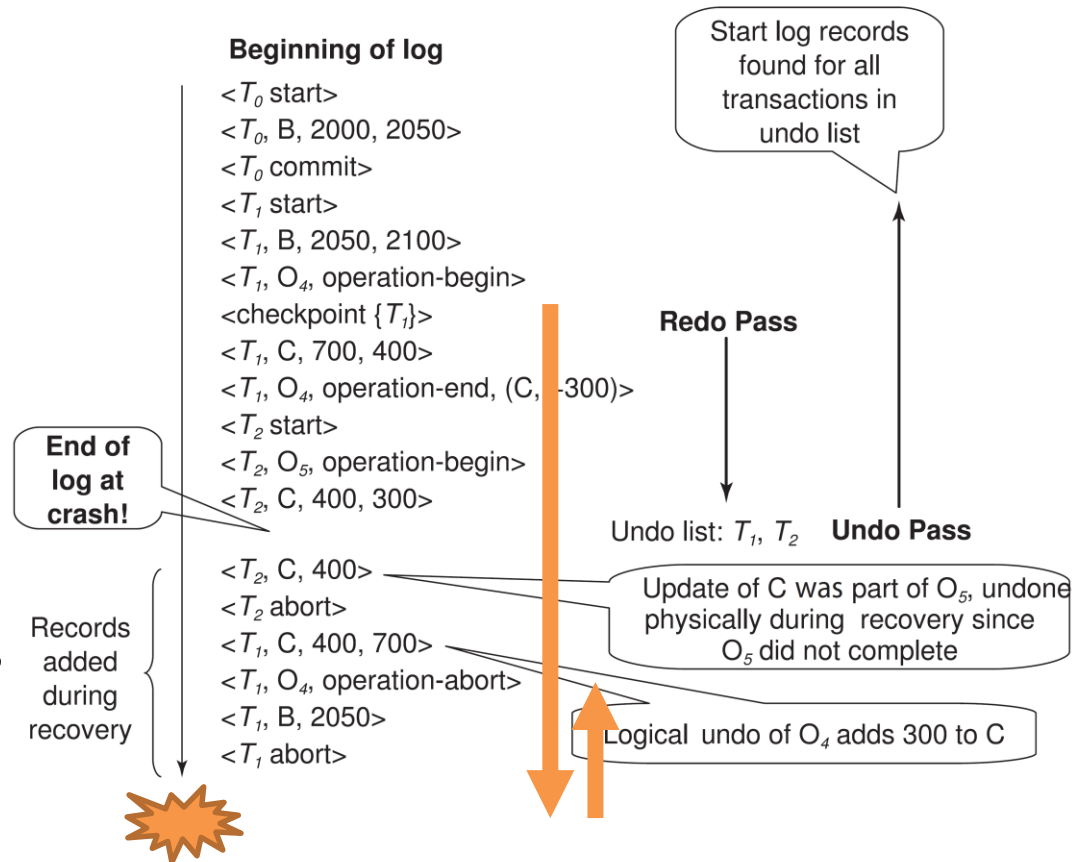 Beginning of log
<T0 start>
<T0, B, 2000, 2050>
<T0 commit>
<T1 start>
<T1, B, 2050, 2100>
<T1, O4, operation-begin>
<checkpoint {T1}>
<T1, C, 700, 400>
<T1, O4, operation-end, (C, +300)>
<T2 start>
<T2, O5, operation-begin>
<T2, C, 400, 300>
End of
log at
crash!
<T2, C, 400>
<T2 abort>
<T1, C, 400, 700>
<T1, O4, operation-abort>
<T1, B, 2050>
<T1 abort>
Records
added
during
recovery
Start log records
found for all
transactions in
undo list
Redo Pass
Undo list: T1, T2
Undo Pass
Update of C was part of O5, undone
physically during recovery since
O5 did not complete
Logical undo of O4 adds 300 to C